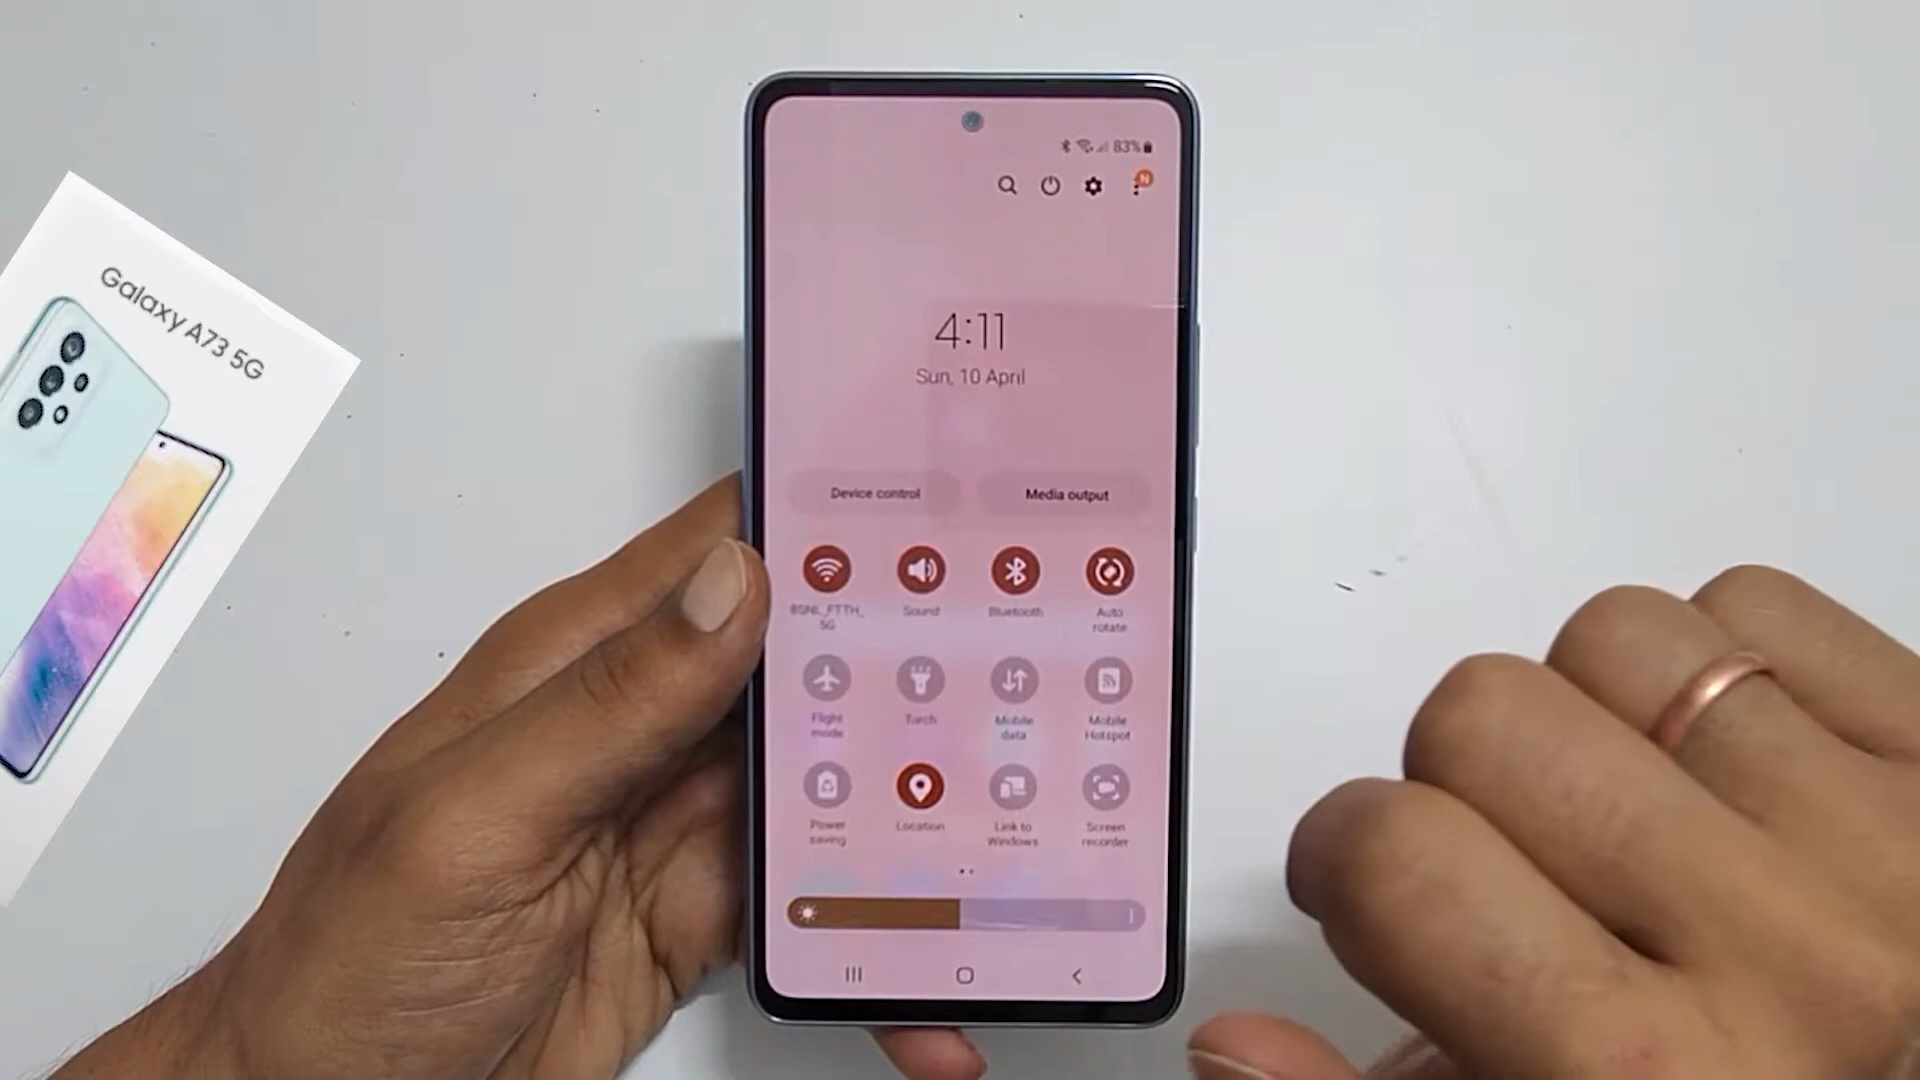 Galaxy A73 5G
83%
N
4:11
Sun, 10 April
Device control
Media output
BSNL_FTTH_
5G
Sound
Bluetooth
Auto
rotate
Flight
mode
Torch
Mobile
data
Mobile
Hotspot
Power
saving
Location
Link to
Windows
Screen
recorder